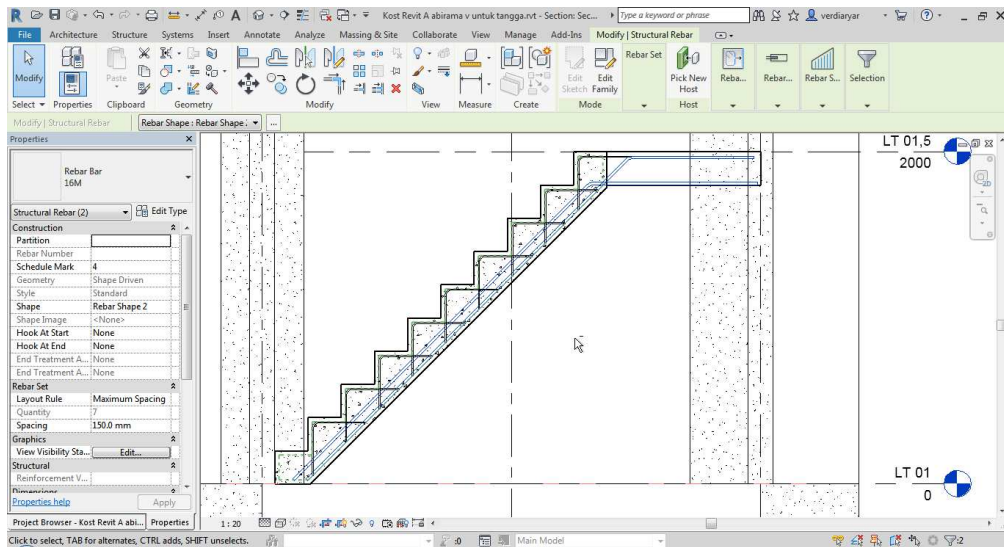 Kost Revit A abirama v untuk tangga.rvt - Section: Sec...
Type a keyword or phrase
verdiaryar
File Architecture Structure Systems Insert Annotate Analyze Massing & Site Collaborate View Manage Add-Ins Modify | Structural Rebar
Modify
Paste
Edit Sketch
Edit Family
Rebar Set
Pick New Host
Reba...
Rebar...
Rebar S...
Selection
Select Properties Clipboard Geometry Modify View Measure Create Mode Host
Modify | Structural Rebar
Rebar Shape : Rebar Shape
Properties
Rebar Bar
16M
Structural Rebar (2)
Edit Type
Construction
Partition
Rebar Number
Schedule Mark 4
Geometry Shape Driven
Style Standard
Shape Rebar Shape 2
Shape Image <None>
Hook At Start None
Hook At End None
End Treatment A... None
End Treatment A... None
Rebar Set
Layout Rule Maximum Spacing
Quantity 7
Spacing 150.0 mm
Graphics
View Visibility Sta... Edit...
Structural
Reinforcement V...
Dimensions
Properties help
Apply
Project Browser - Kost Revit A abi... Properties
LT 01,5
2000
2D
LT 01
0
1 : 20
Click to select, TAB for alternates, CTRL adds, SHIFT unselects.
:0
Main Model
:2